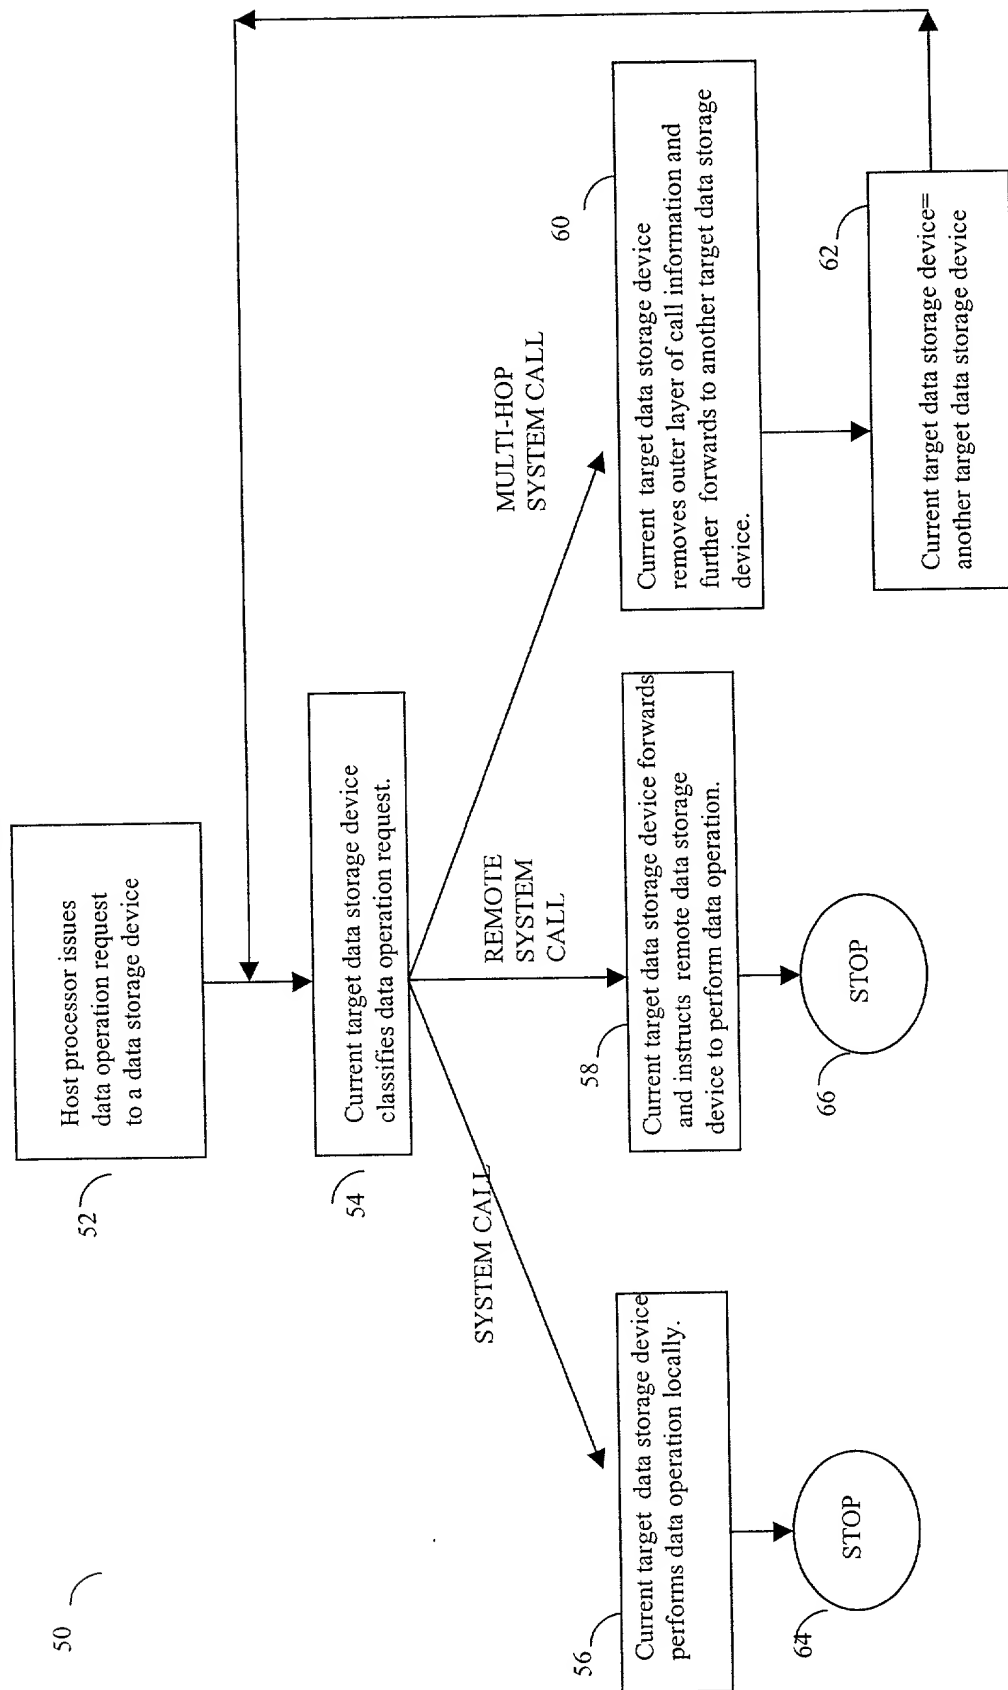 50
52
Host processor issues
data operation request
to a data storage device
54
Current target data storage device
classifies data operation request.
SYSTEM CALL
REMOTE
SYSTEM
CALL
MULTI-HOP
SYSTEM CALL
56
Current target data storage device
performs data operation locally.
58
Current target data storage device forwards
and instructs remote data storage
device to perform data operation.
60
Current target data storage device
removes outer layer of call information and
further forwards to another target data storage
device.
62
Current target data storage device=
another target data storage device
64
STOP
66
STOP